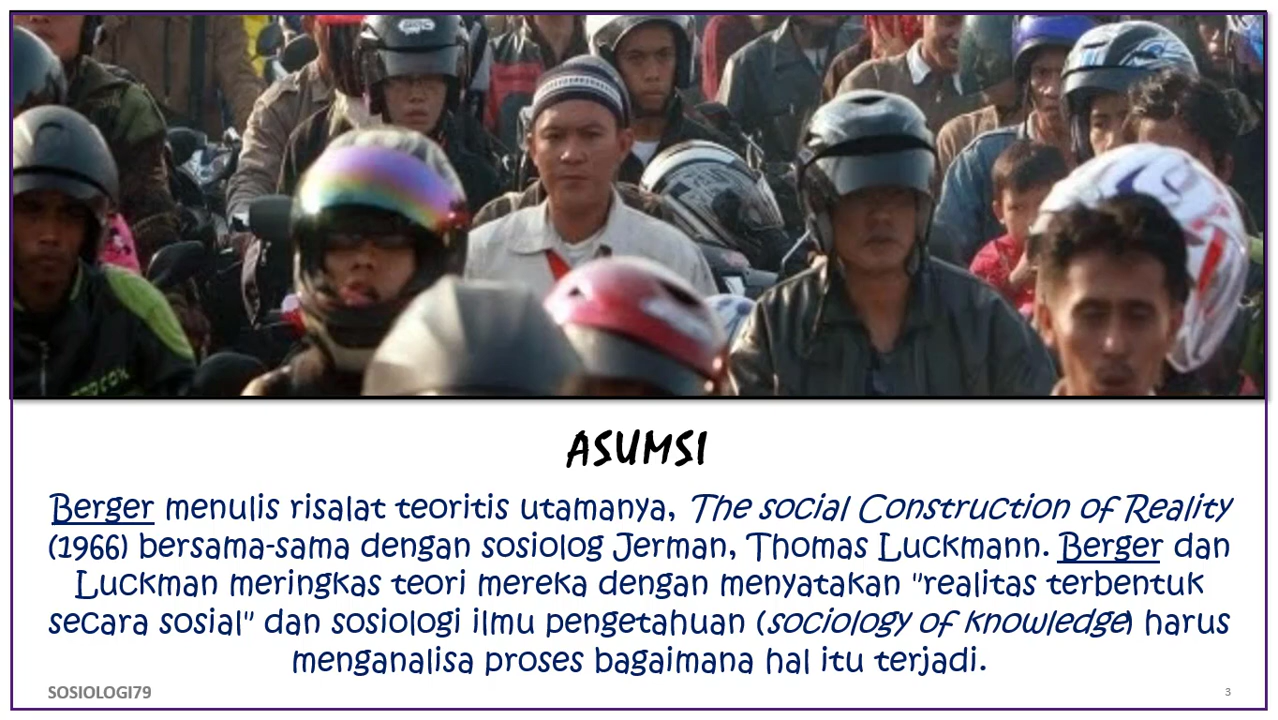 ASUMSI
Berger menulis risalat teoritis utamanya, The social Construction of Reality
(1966) bersama-sama dengan sosiolog Jerman, Thomas Luckmann. Berger dan
Luckman meringkas teori mereka dengan menyatakan "realitas terbentuk
secara sosial" dan sosiologi ilmu pengetahuan (sociology of knowledge) harus
menganalisa proses bagaimana hal itu terjadi.
SOSIOLOGI79
3